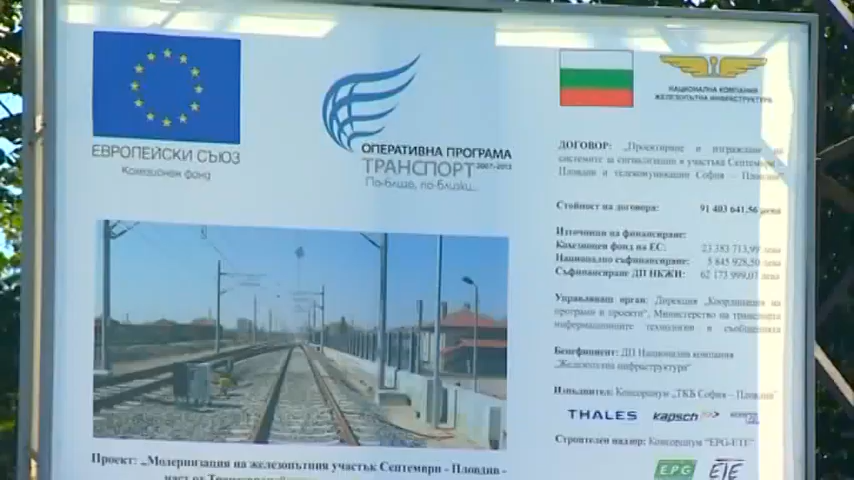 ЕВРОПЕЙСКИ СЪЮЗ
Кохезионен фонд
ОПЕРАТИВНА ПРОГРАМА
ТРАНСПОРТ 2007-2013
По-близо, по-близки...
НАЦИОНАЛНА КОМПАНИЯ
ЖЕЛЕЗОПЪТНА ИНФРАСТРУКТУРА
ДОГОВОР: „Проектиране и изграждане на
системите за сигнализация в участъка Септември -
Пловдив и телекомуникации София – Пловдив"
Стойност на договора: 91 403 641.56 лева
Източници на финансиране:
Кохезионен фонд на ЕС: 23 383 713,99 лева
Национално съфинансиране: 5 845 928,50 лева
Съфинансиране ДП НКЖИ: 62 173 999,07 лева
Управляващ орган: Дирекция „Координация на
програми и проекти", Министерство на транспорта
информационните технологии и съобщенията
Бенефициент: ДП Национална компания
"Железопътна инфраструктура"
Изпълнител: Консорциум "ТКБ София – Пловдив"
THALES kapsch
Строителен надзор: Консорциум "EPG-ETE"
EPG ETE
Проект: „Модернизация на железопътния участък Септември - Пловдив -
част от